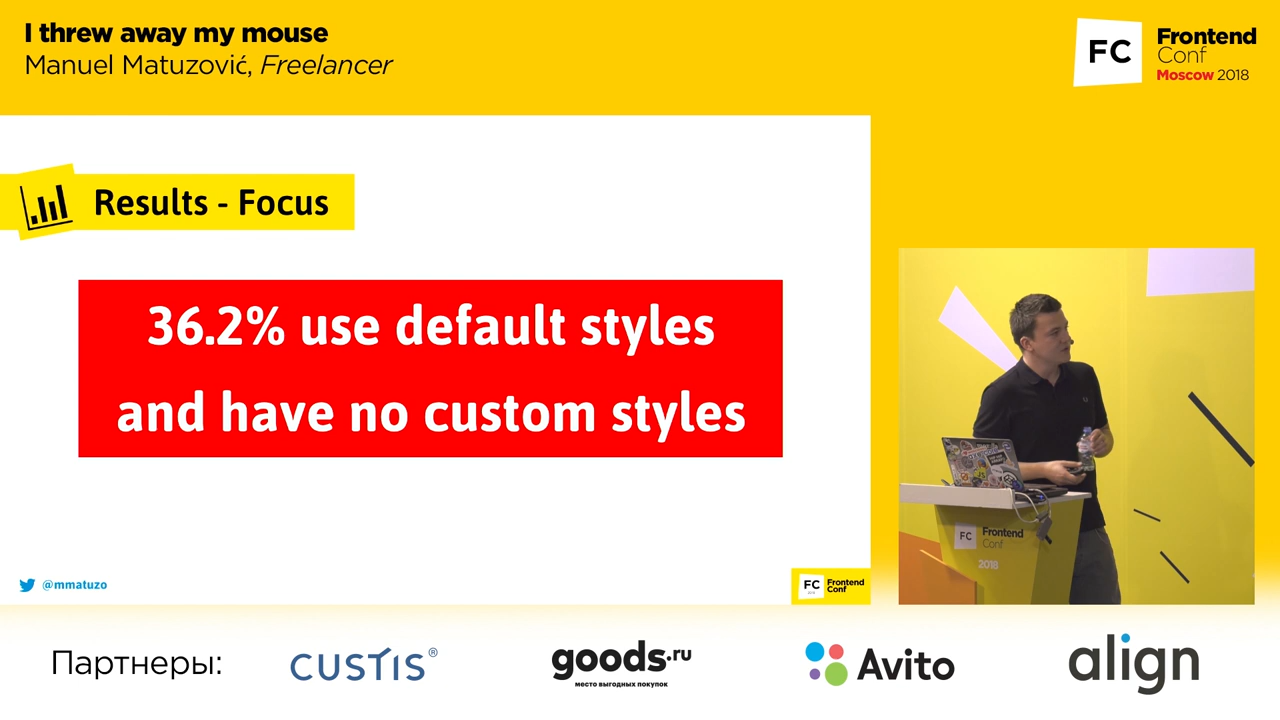 I threw away my mouse
Manuel Matuzović, Freelancer
FC
Frontend
Conf
Moscow 2018
Results - Focus
36.2% use default styles
and have no custom styles
@mmatuzo
FC
Frontend
Conf
FC
Frontend
Conf
2018
Партнеры:
CUSTIS®
goods.ru
место выгодных покупок
Avito
align